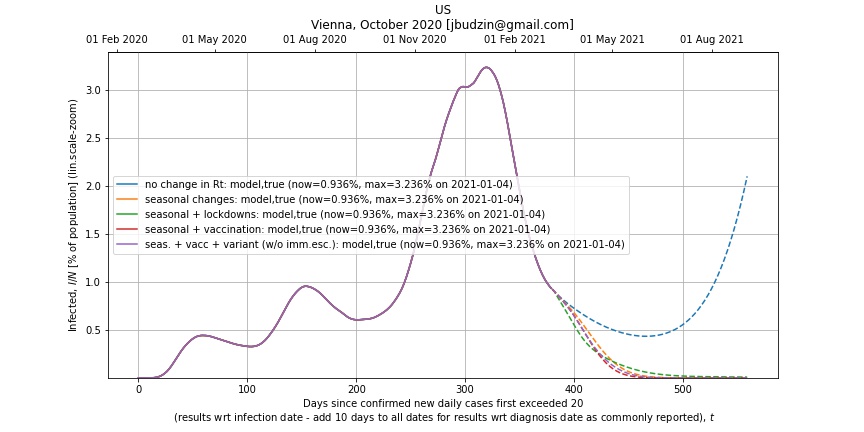 US
Vienna, October 2020 [jbudzin@gmail.com]
01 Feb 2020 01 May 2020 01 Aug 2020 01 Nov 2020 01 Feb 2021 01 May 2021 01 Aug 2021
Infected, I/N [% of population] (lin.scale-zoom)
3.0
2.5
2.0
1.5
1.0
0.5
no change in Rt: model,true (now=0.936%, max=3.236% on 2021-01-04)
seasonal changes: model,true (now=0.936%, max=3.236% on 2021-01-04)
seasonal + lockdowns: model,true (now=0.936%, max=3.236% on 2021-01-04)
seasonal + vaccination: model,true (now=0.936%, max=3.236% on 2021-01-04)
seas. + vacc + variant (w/o imm.esc.): model,true (now=0.936%, max=3.236% on 2021-01-04)
0 100 200 300 400 500
Days since confirmed new daily cases first exceeded 20
(results wrt infection date - add 10 days to all dates for results wrt diagnosis date as commonly reported), t